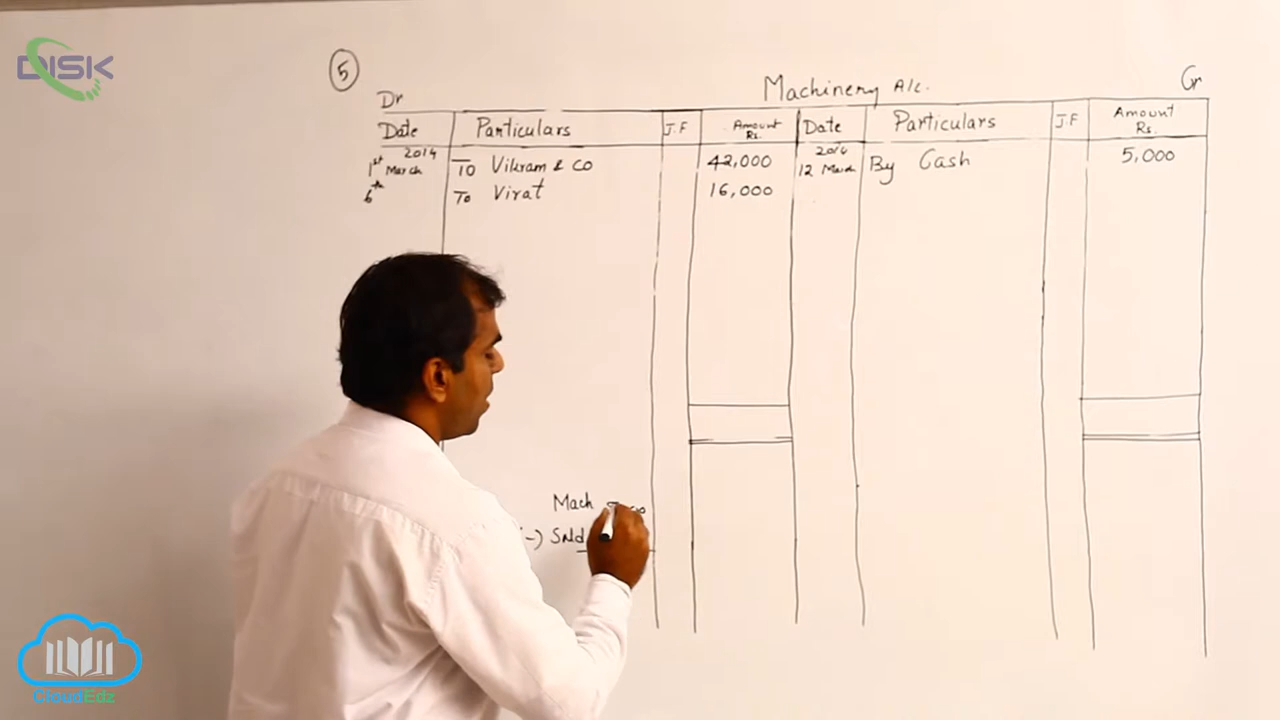 DISK
5
Dr Machinery A/c. Cr
Date Particulars J.F Amount Rs. Date Particulars J.F Amount Rs.
2014 2014
1st March To Vikram & Co 42,000 12 March By Cash 5,000
6th To Virat 16,000
Mach
(-) Sold
CloudEdz